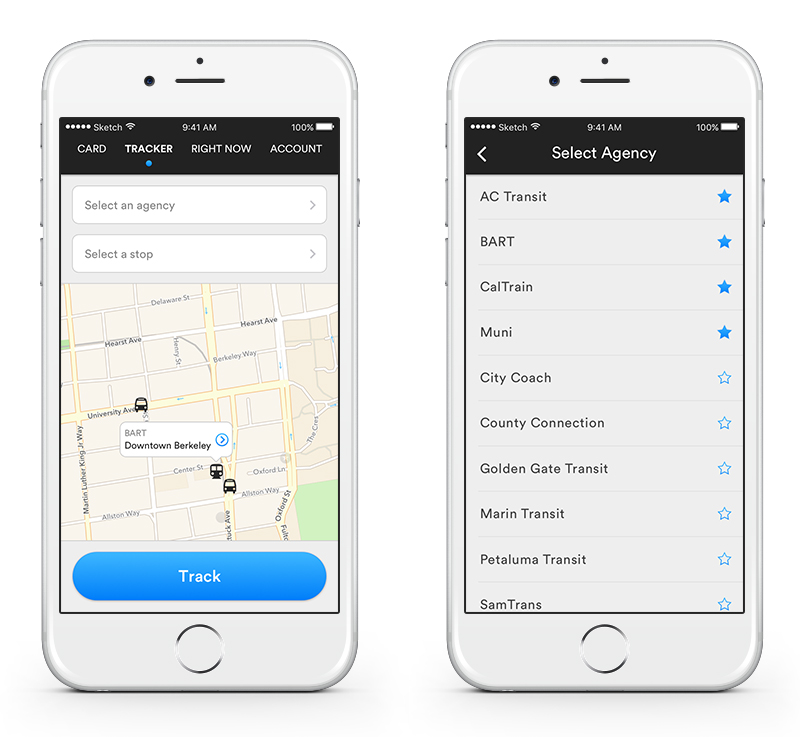 Sketch 9:41 AM 100%
CARD TRACKER RIGHT NOW ACCOUNT
Select an agency
Select a stop
Delaware St
Hearst Ave
Hearst Ave
Henry St
Berkeley Way
University Ave
BART
Downtown Berkeley
The Cres
Martin Luther King Jr Way
Center St
Oxford Ln
Allston Way
Allston Way
Oxford St
tuck Ave
Fulto
Track
Sketch 9:41 AM 100%
Select Agency
AC Transit
BART
CalTrain
Muni
City Coach
County Connection
Golden Gate Transit
Marin Transit
Petaluma Transit
SamTrans